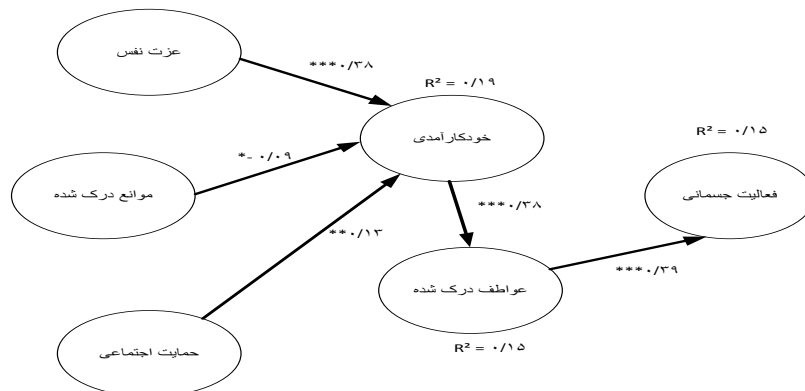 عزت نفس
***۰/۳۸
R² = ۰/۱۹
خودکارآمدی
R² = ۰/۱۵
*- ۰/۰۹
موانع درک شده
***۰/۳۸
فعالیت جسمانی
**۰/۱۳
***۰/۳۹
عواطف درک شده
حمایت اجتماعی
R² = ۰/۱۵